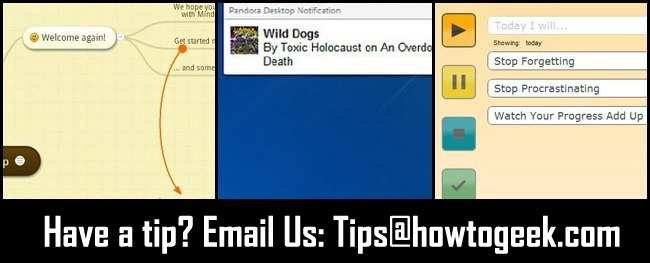 We hope you
with Mind
Welcome again!
Get started
... and some
p
Pandora Desktop Notification
Wild Dogs
By Toxic Holocaust on An Overdo
Death
Today I will...
Showing: today
Stop Forgetting
Stop Procrastinating
Watch Your Progress Add Up
Have a tip? Email Us: Tips@howtogeek.com